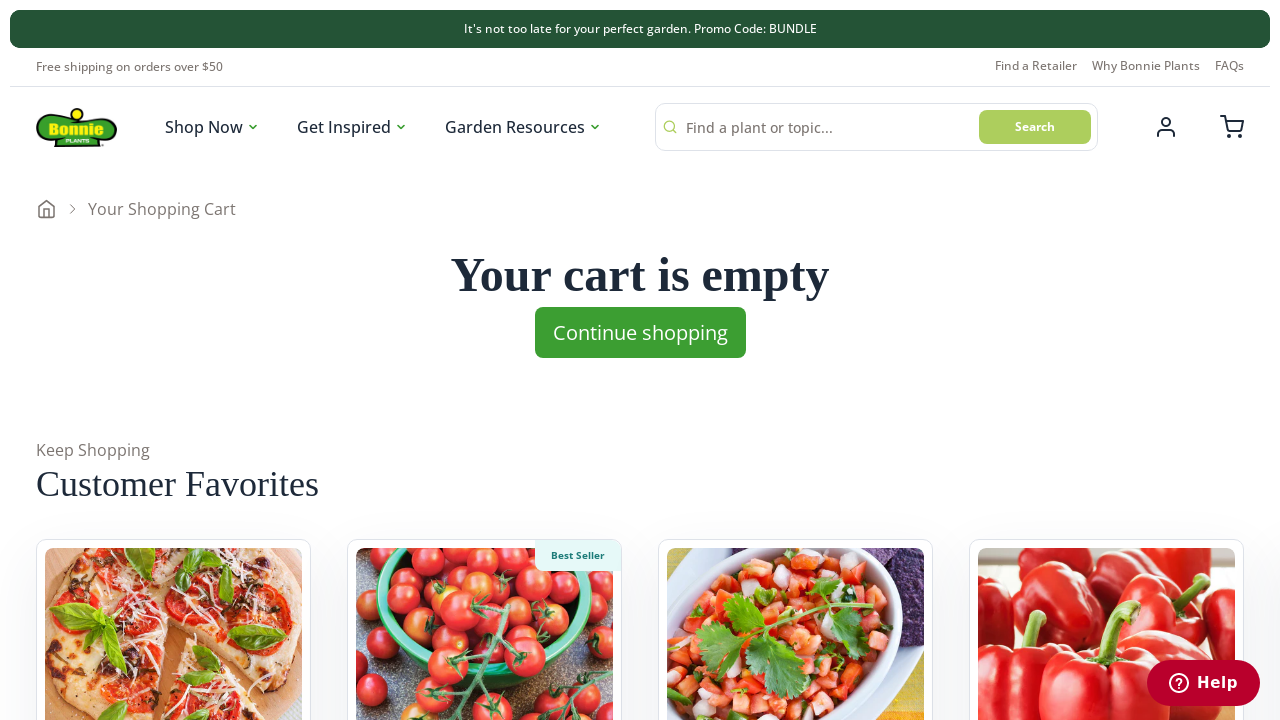 It's not too late for your perfect garden. Promo Code: BUNDLE
Free shipping on orders over $50
Find a Retailer
Why Bonnie Plants
FAQs
Bonnie
PLANTS
Shop Now
Get Inspired
Garden Resources
Find a plant or topic...
Search
Your Shopping Cart
Your cart is empty
Continue shopping
Keep Shopping
Customer Favorites
Best Seller
Help